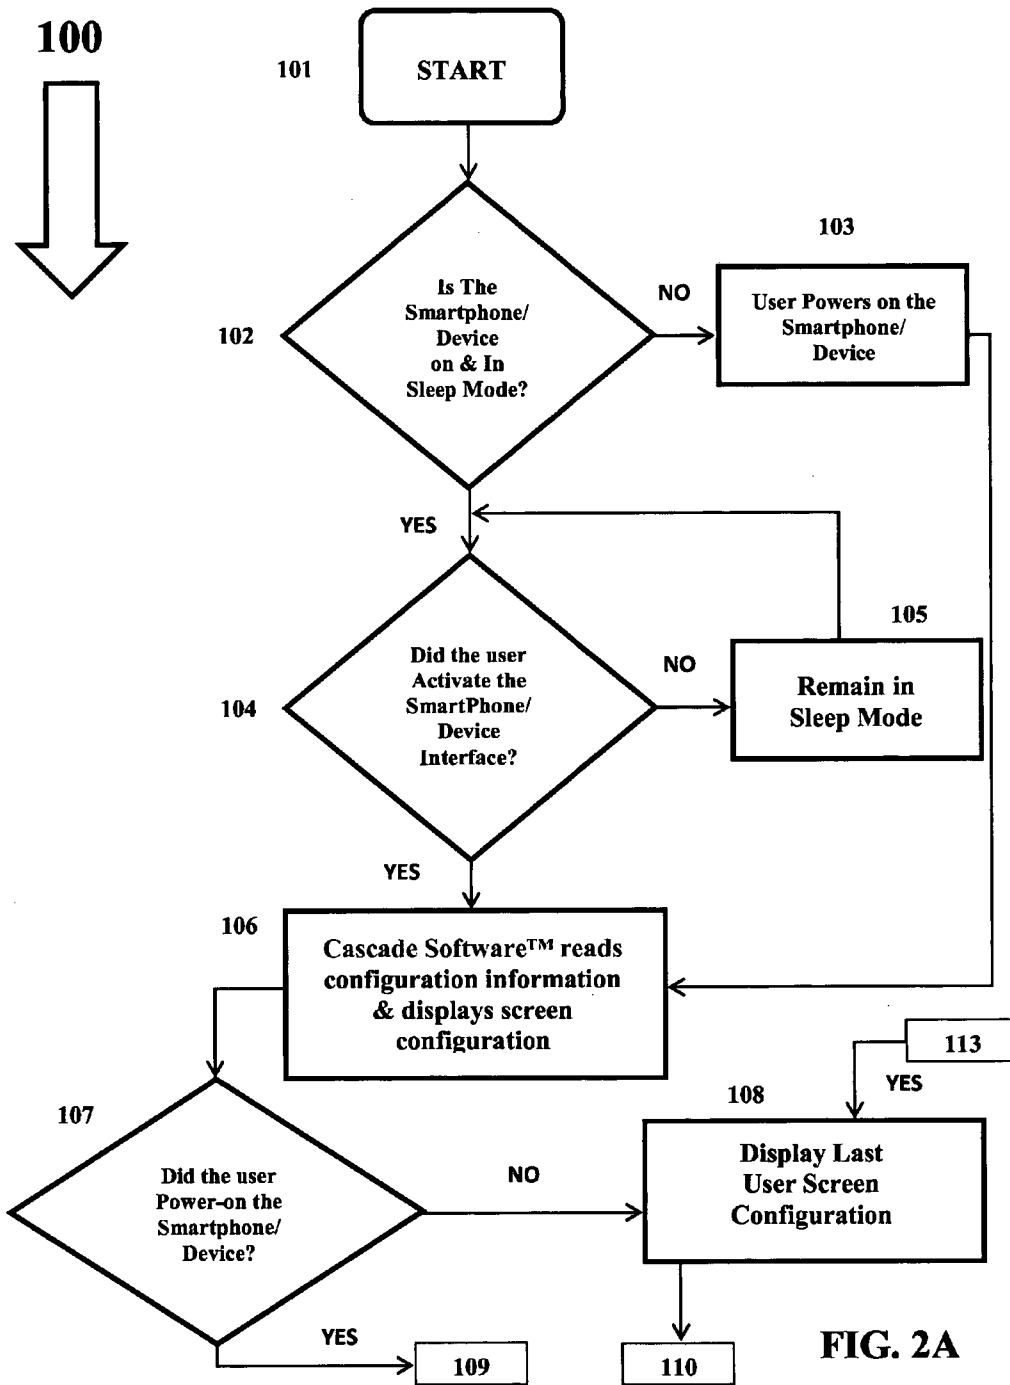 100
101
START
103
Is The
Smartphone/
Device
on & In
Sleep Mode?
102
NO
User Powers on the
Smartphone/
Device
YES
105
Did the user
Activate the
SmartPhone/
Device
Interface?
104
NO
Remain in
Sleep Mode
YES
106
Cascade Software™ reads
configuration information
& displays screen
configuration
113
YES
107
108
Did the user
Power-on the
Smartphone/
Device?
NO
Display Last
User Screen
Configuration
YES
109
110
FIG. 2A